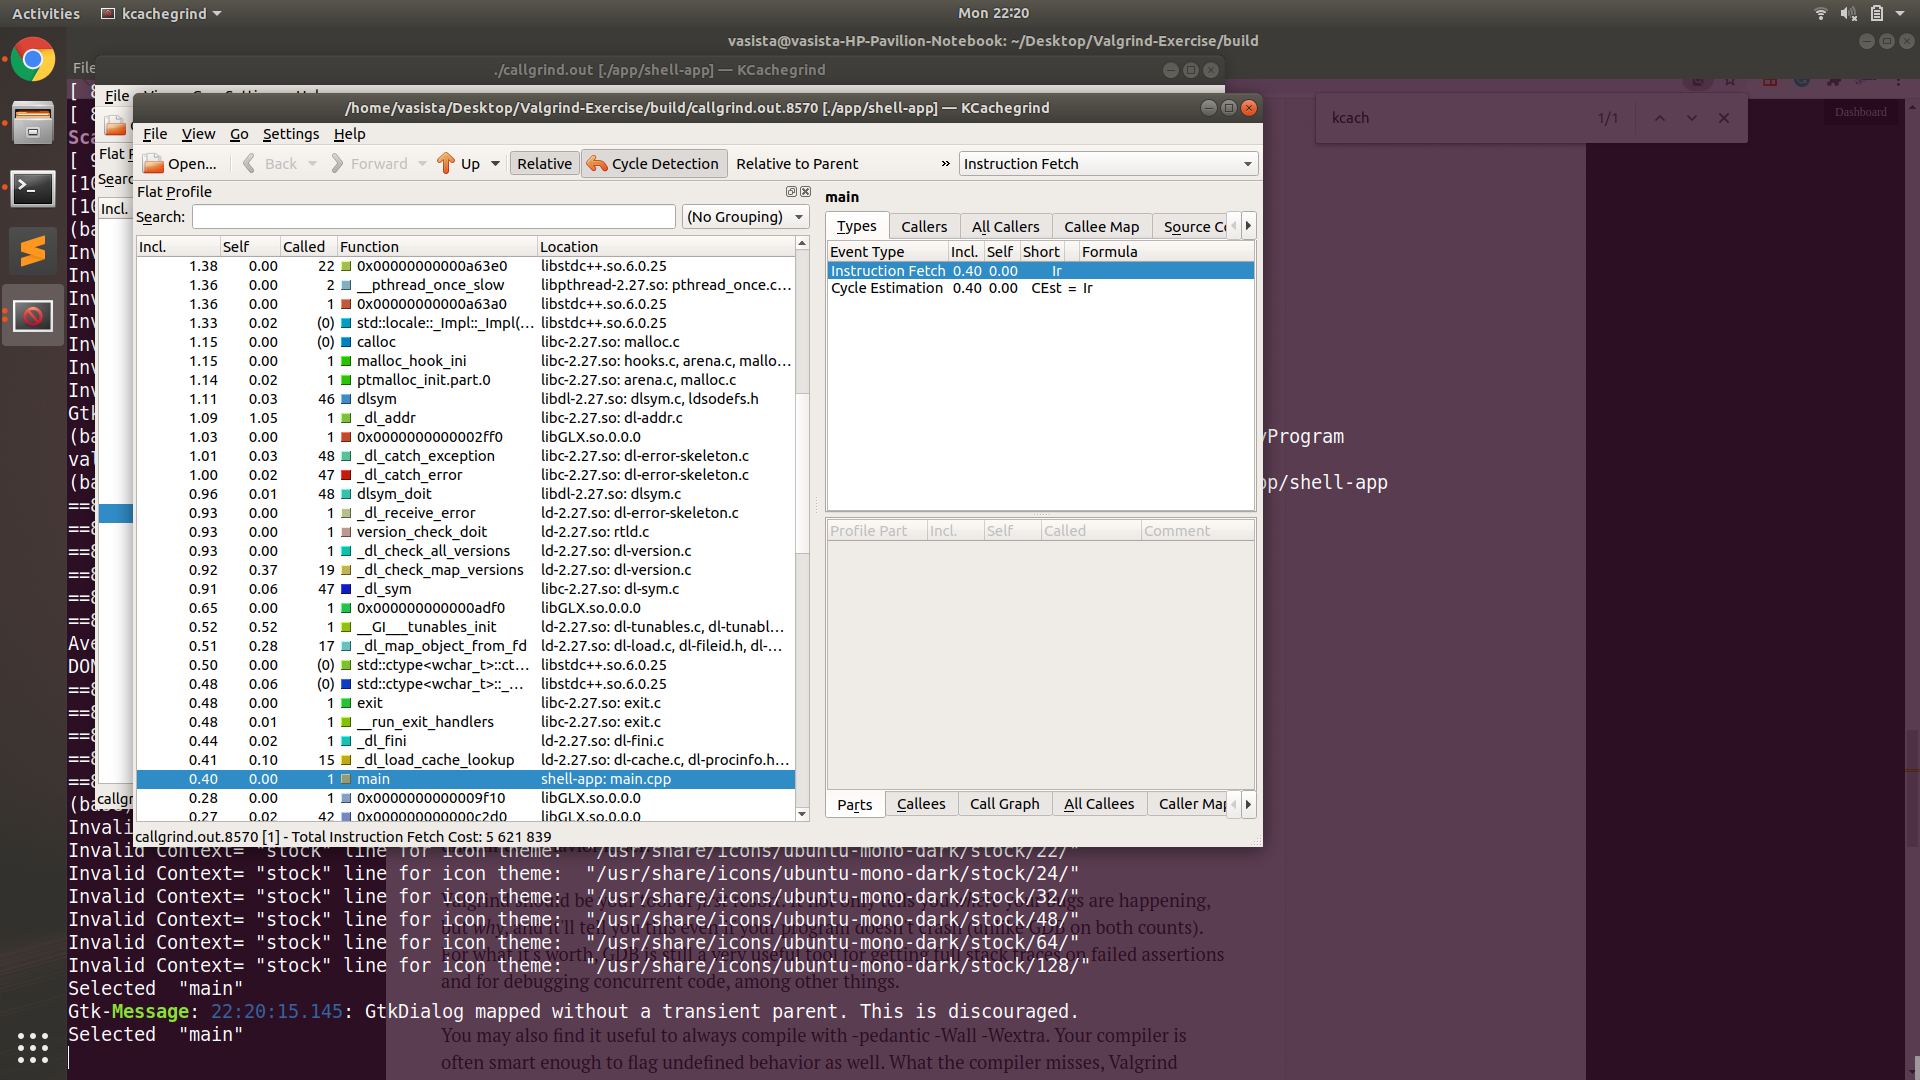 Activities kcachegrind Mon 22:20
vasista@vasista-HP-Pavilion-Notebook: ~/Desktop/Valgrind-Exercise/build
File
./callgrind.out [./app/shell-app] — KCachegrind
File
/home/vasista/Desktop/Valgrind-Exercise/build/callgrind.out.8570 [./app/shell-app] — KCachegrind
kcach 1/1
Dashboard
File View Go Settings Help
Open... Back Forward Up Relative Cycle Detection Relative to Parent » Instruction Fetch
Flat Profile
Search: (No Grouping)
Incl. Self Called Function Location
1.38 0.00 22 0x00000000000a63e0 libstdc++.so.6.0.25
1.36 0.00 2 __pthread_once_slow libpthread-2.27.so: pthread_once.c...
1.36 0.00 1 0x00000000000a63a0 libstdc++.so.6.0.25
1.33 0.02 (0) std::locale::_Impl::_Impl(... libstdc++.so.6.0.25
1.15 0.00 (0) calloc libc-2.27.so: malloc.c
1.15 0.00 1 malloc_hook_ini libc-2.27.so: hooks.c, arena.c, mallo...
1.14 0.02 1 ptmalloc_init.part.0 libc-2.27.so: arena.c, malloc.c
1.11 0.03 46 dlsym libdl-2.27.so: dlsym.c, ldsodefs.h
1.09 1.05 1 _dl_addr libc-2.27.so: dl-addr.c
1.03 0.00 1 0x0000000000002ff0 libGLX.so.0.0.0
1.01 0.03 48 _dl_catch_exception libc-2.27.so: dl-error-skeleton.c
1.00 0.02 47 _dl_catch_error libc-2.27.so: dl-error-skeleton.c
0.96 0.01 48 dlsym_doit libdl-2.27.so: dlsym.c
0.93 0.00 1 _dl_receive_error ld-2.27.so: dl-error-skeleton.c
0.93 0.00 1 version_check_doit ld-2.27.so: rtld.c
0.93 0.00 1 _dl_check_all_versions ld-2.27.so: dl-version.c
0.92 0.37 19 _dl_check_map_versions ld-2.27.so: dl-version.c
0.91 0.06 47 _dl_sym libc-2.27.so: dl-sym.c
0.65 0.00 1 0x000000000000adf0 libGLX.so.0.0.0
0.52 0.52 1 __GI___tunables_init ld-2.27.so: dl-tunables.c, dl-tunabl...
0.51 0.28 17 _dl_map_object_from_fd ld-2.27.so: dl-load.c, dl-fileid.h, dl-...
0.50 0.00 (0) std::ctype<wchar_t>::ct... libstdc++.so.6.0.25
0.48 0.06 (0) std::ctype<wchar_t>::_... libstdc++.so.6.0.25
0.48 0.00 1 exit libc-2.27.so: exit.c
0.48 0.01 1 __run_exit_handlers libc-2.27.so: exit.c
0.44 0.02 1 _dl_fini ld-2.27.so: dl-fini.c
0.41 0.10 15 _dl_load_cache_lookup ld-2.27.so: dl-cache.c, dl-procinfo.h...
0.40 0.00 1 main shell-app: main.cpp
0.28 0.00 1 0x0000000000009f10 libGLX.so.0.0.0
0.27 0.02 42 0x000000000000c2d0 libGLX.so.0.0.0
callgrind.out.8570 [1] - Total Instruction Fetch Cost: 5 621 839
main
Types Callers All Callers Callee Map Source
Event Type Incl. Self Short Formula
Instruction Fetch 0.40 0.00 Ir
Cycle Estimation 0.40 0.00 CEst = Ir
Profile Part Incl. Self Called Comment
Parts Callees Call Graph All Callees Caller Map
yProgram
pp/shell-app
Invalid Context= "stock" line for icon theme: "/usr/share/icons/ubuntu-mono-dark/stock/22/"
Invalid Context= "stock" line for icon theme: "/usr/share/icons/ubuntu-mono-dark/stock/24/"
Invalid Context= "stock" line for icon theme: "/usr/share/icons/ubuntu-mono-dark/stock/32/"
Invalid Context= "stock" line for icon theme: "/usr/share/icons/ubuntu-mono-dark/stock/48/"
Invalid Context= "stock" line for icon theme: "/usr/share/icons/ubuntu-mono-dark/stock/64/"
Invalid Context= "stock" line for icon theme: "/usr/share/icons/ubuntu-mono-dark/stock/128/"
Selected "main"
Gtk-Message: 22:20:15.145: GtkDialog mapped without a transient parent. This is discouraged.
Selected "main"
and for debugging concurrent code, among other things.
You may also find it useful to always compile with -pedantic -Wall -Wextra. Your compiler is
often smart enough to flag undefined behavior as well. What the compiler misses, Valgrind